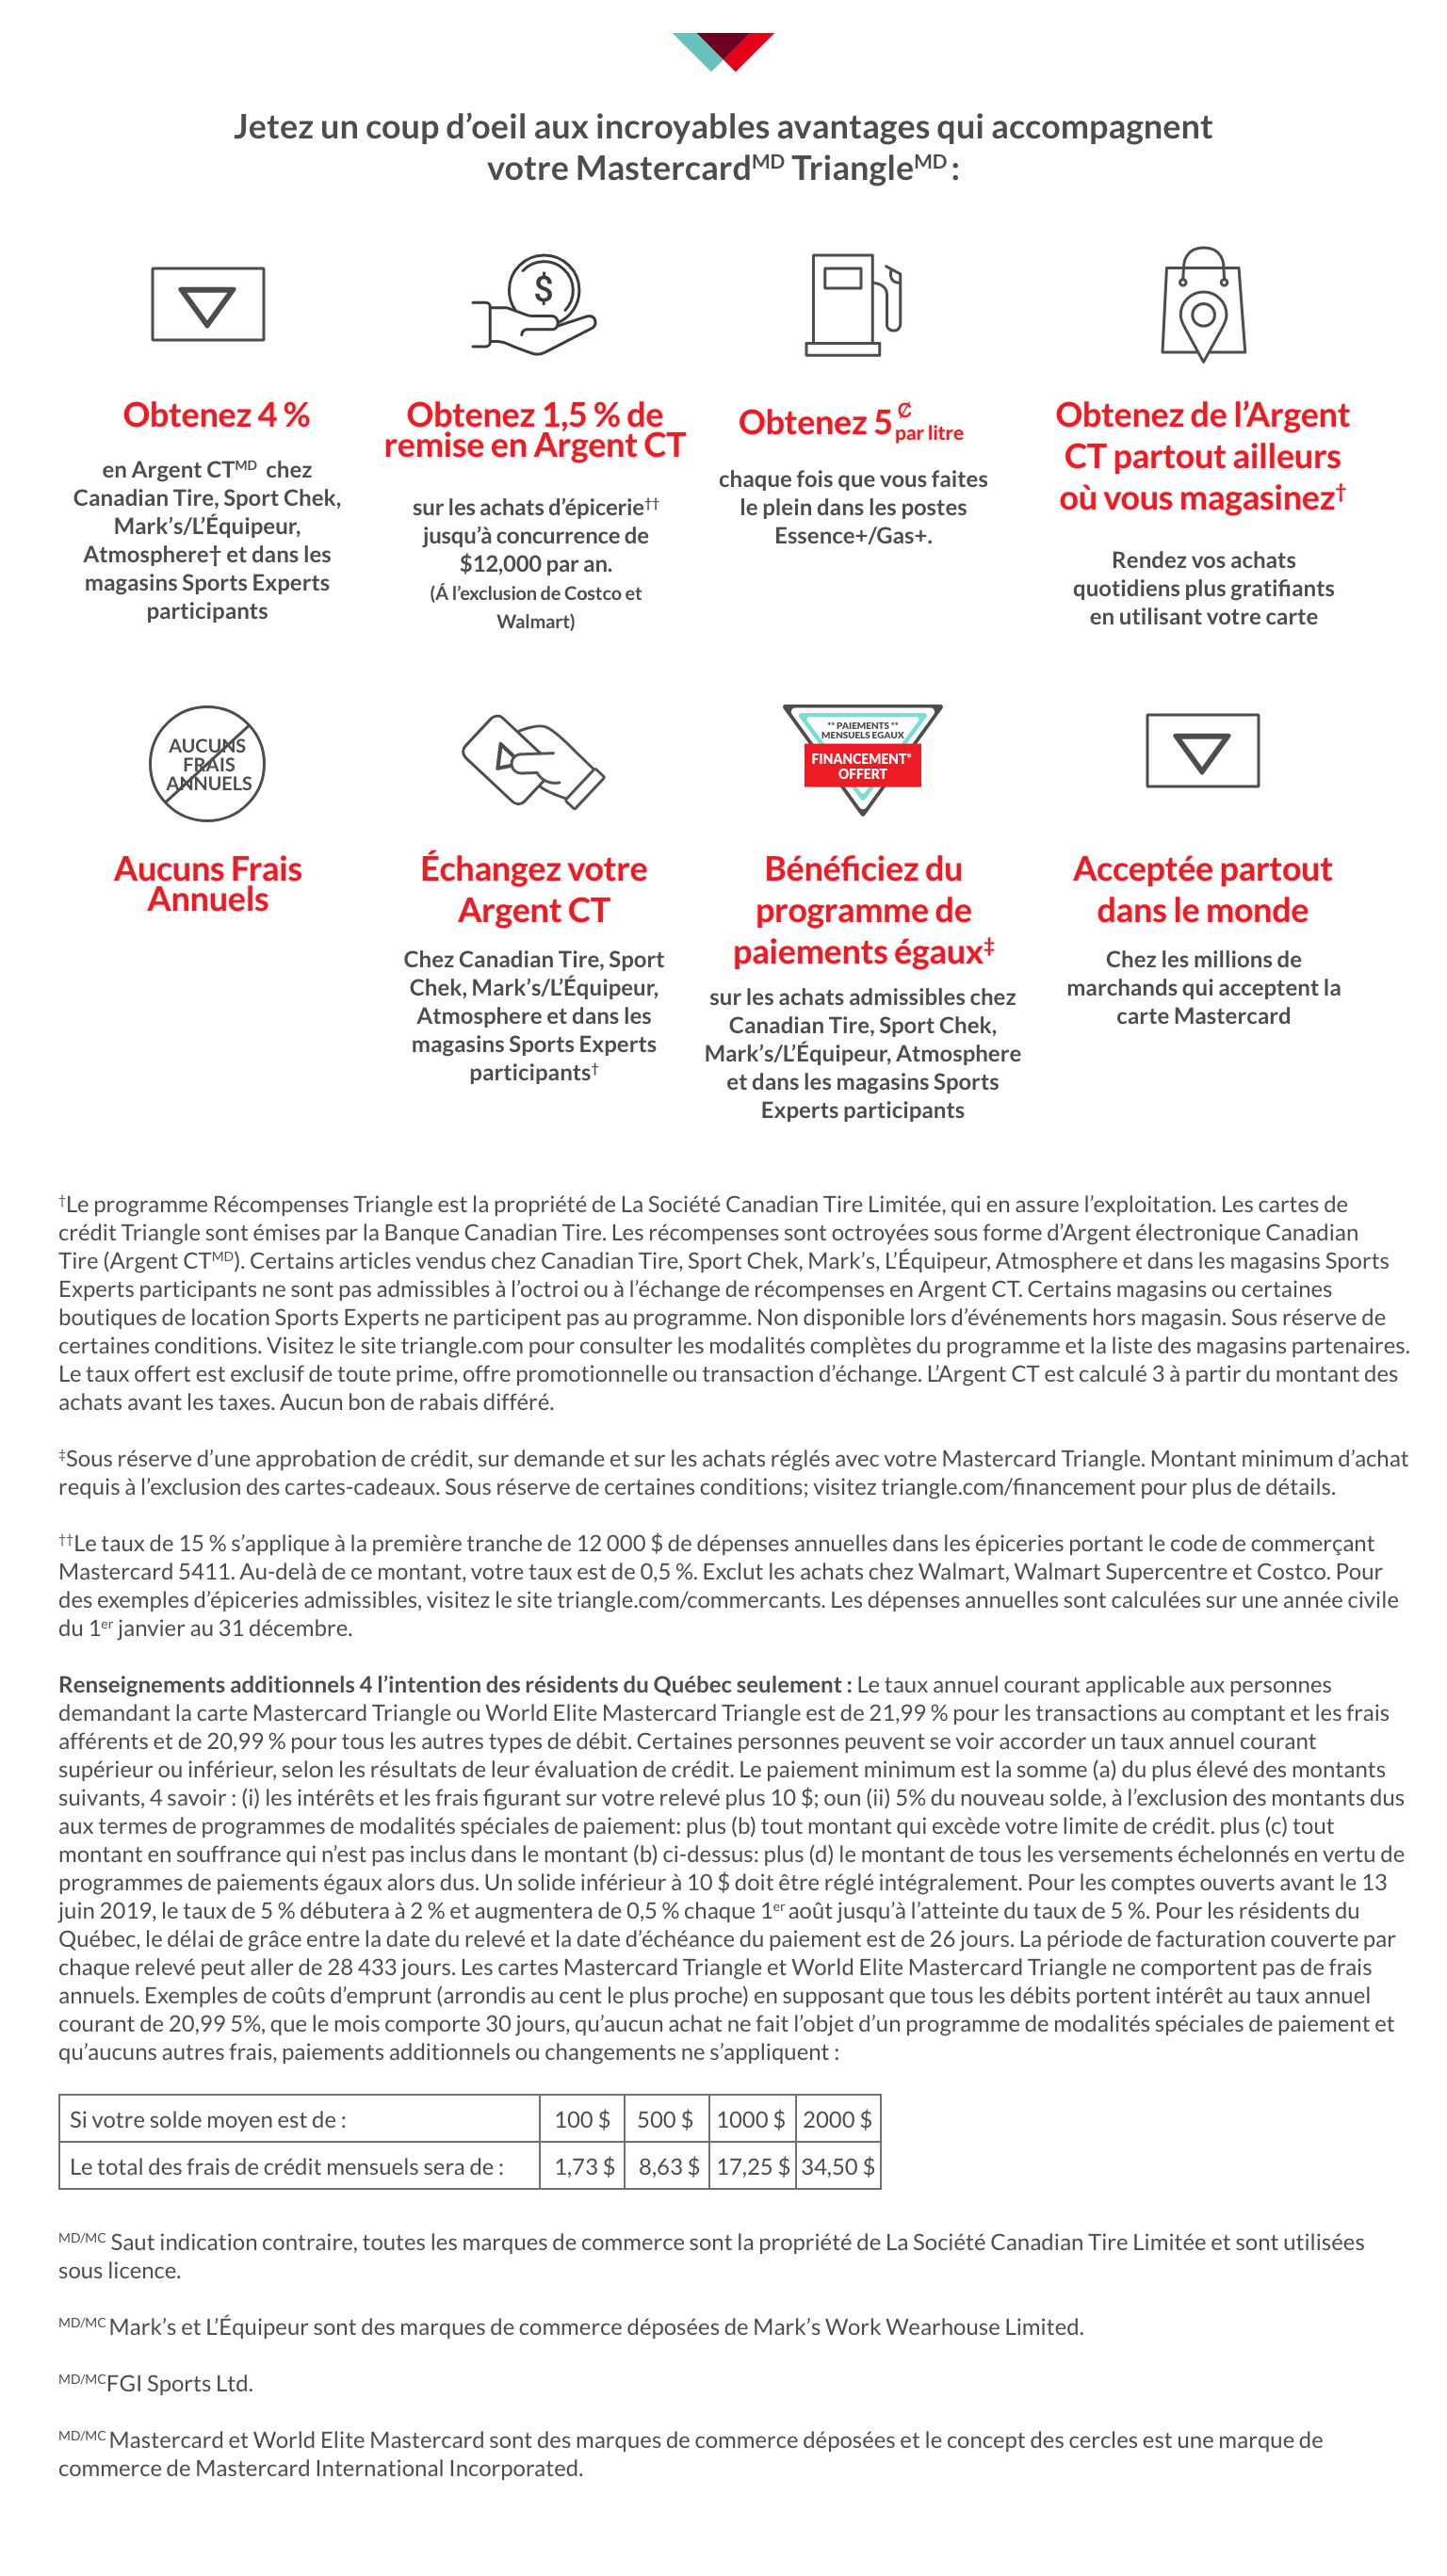 Jetez un coup d’oeil aux incroyables avantages qui accompagnent
votre Mastercardᴹᴰ Triangleᴹᴰ :
Obtenez 4 %
en Argent CTᴹᴰ chez
Canadian Tire, Sport Chek,
Mark’s/L’Équipeur,
Atmosphere† et dans les
magasins Sports Experts
participants
Obtenez 1,5 % de
remise en Argent CT
sur les achats d’épicerie††
jusqu’à concurrence de
$12,000 par an.
(Á l’exclusion de Costco et
Walmart)
Obtenez 5 ₵
par litre
chaque fois que vous faites
le plein dans les postes
Essence+/Gas+.
Obtenez de l’Argent
CT partout ailleurs
où vous magasinez†
Rendez vos achats
quotidiens plus gratifiants
en utilisant votre carte
AUCUNS
FRAIS
ANNUELS
Aucuns Frais
Annuels
Échangez votre
Argent CT
Chez Canadian Tire, Sport
Chek, Mark’s/L’Équipeur,
Atmosphere et dans les
magasins Sports Experts
participants†
** PAIEMENTS **
MENSUELS EGAUX
FINANCEMENT*
OFFERT
Bénéficiez du
programme de
paiements égaux‡
sur les achats admissibles chez
Canadian Tire, Sport Chek,
Mark’s/L’Équipeur, Atmosphere
et dans les magasins Sports
Experts participants
Acceptée partout
dans le monde
Chez les millions de
marchands qui acceptent la
carte Mastercard
†Le programme Récompenses Triangle est la propriété de La Société Canadian Tire Limitée, qui en assure l’exploitation. Les cartes de
crédit Triangle sont émises par la Banque Canadian Tire. Les récompenses sont octroyées sous forme d’Argent électronique Canadian
Tire (Argent CTᴹᴰ). Certains articles vendus chez Canadian Tire, Sport Chek, Mark’s, L’Équipeur, Atmosphere et dans les magasins Sports
Experts participants ne sont pas admissibles à l’octroi ou à l’échange de récompenses en Argent CT. Certains magasins ou certaines
boutiques de location Sports Experts ne participent pas au programme. Non disponible lors d’événements hors magasin. Sous réserve de
certaines conditions. Visitez le site triangle.com pour consulter les modalités complètes du programme et la liste des magasins partenaires.
Le taux offert est exclusif de toute prime, offre promotionnelle ou transaction d’échange. L’Argent CT est calculé 3 à partir du montant des
achats avant les taxes. Aucun bon de rabais différé.
‡Sous réserve d’une approbation de crédit, sur demande et sur les achats réglés avec votre Mastercard Triangle. Montant minimum d’achat
requis à l’exclusion des cartes-cadeaux. Sous réserve de certaines conditions; visitez triangle.com/financement pour plus de détails.
††Le taux de 15 % s’applique à la première tranche de 12 000 $ de dépenses annuelles dans les épiceries portant le code de commerçant
Mastercard 5411. Au-delà de ce montant, votre taux est de 0,5 %. Exclut les achats chez Walmart, Walmart Supercentre et Costco. Pour
des exemples d’épiceries admissibles, visitez le site triangle.com/commercants. Les dépenses annuelles sont calculées sur une année civile
du 1ᵉʳ janvier au 31 décembre.
Renseignements additionnels 4 l’intention des résidents du Québec seulement : Le taux annuel courant applicable aux personnes
demandant la carte Mastercard Triangle ou World Elite Mastercard Triangle est de 21,99 % pour les transactions au comptant et les frais
afférents et de 20,99 % pour tous les autres types de débit. Certaines personnes peuvent se voir accorder un taux annuel courant
supérieur ou inférieur, selon les résultats de leur évaluation de crédit. Le paiement minimum est la somme (a) du plus élevé des montants
suivants, 4 savoir : (i) les intérêts et les frais figurant sur votre relevé plus 10 $; oun (ii) 5% du nouveau solde, à l’exclusion des montants dus
aux termes de programmes de modalités spéciales de paiement: plus (b) tout montant qui excède votre limite de crédit. plus (c) tout
montant en souffrance qui n’est pas inclus dans le montant (b) ci-dessus: plus (d) le montant de tous les versements échelonnés en vertu de
programmes de paiements égaux alors dus. Un solide inférieur à 10 $ doit être réglé intégralement. Pour les comptes ouverts avant le 13
juin 2019, le taux de 5 % débutera à 2 % et augmentera de 0,5 % chaque 1ᵉʳ août jusqu’à l’atteinte du taux de 5 %. Pour les résidents du
Québec, le délai de grâce entre la date du relevé et la date d’échéance du paiement est de 26 jours. La période de facturation couverte par
chaque relevé peut aller de 28 433 jours. Les cartes Mastercard Triangle et World Elite Mastercard Triangle ne comportent pas de frais
annuels. Exemples de coûts d’emprunt (arrondis au cent le plus proche) en supposant que tous les débits portent intérêt au taux annuel
courant de 20,99 5%, que le mois comporte 30 jours, qu’aucun achat ne fait l’objet d’un programme de modalités spéciales de paiement et
qu’aucuns autres frais, paiements additionnels ou changements ne s’appliquent :
Si votre solde moyen est de : 100 $ 500 $ 1000 $ 2000 $
Le total des frais de crédit mensuels sera de : 1,73 $ 8,63 $ 17,25 $ 34,50 $
ᴹᴰ/ᴹᶜ Saut indication contraire, toutes les marques de commerce sont la propriété de La Société Canadian Tire Limitée et sont utilisées
sous licence.
ᴹᴰ/ᴹᶜ Mark’s et L’Équipeur sont des marques de commerce déposées de Mark’s Work Wearhouse Limited.
ᴹᴰ/ᴹᶜFGI Sports Ltd.
ᴹᴰ/ᴹᶜ Mastercard et World Elite Mastercard sont des marques de commerce déposées et le concept des cercles est une marque de
commerce de Mastercard International Incorporated.